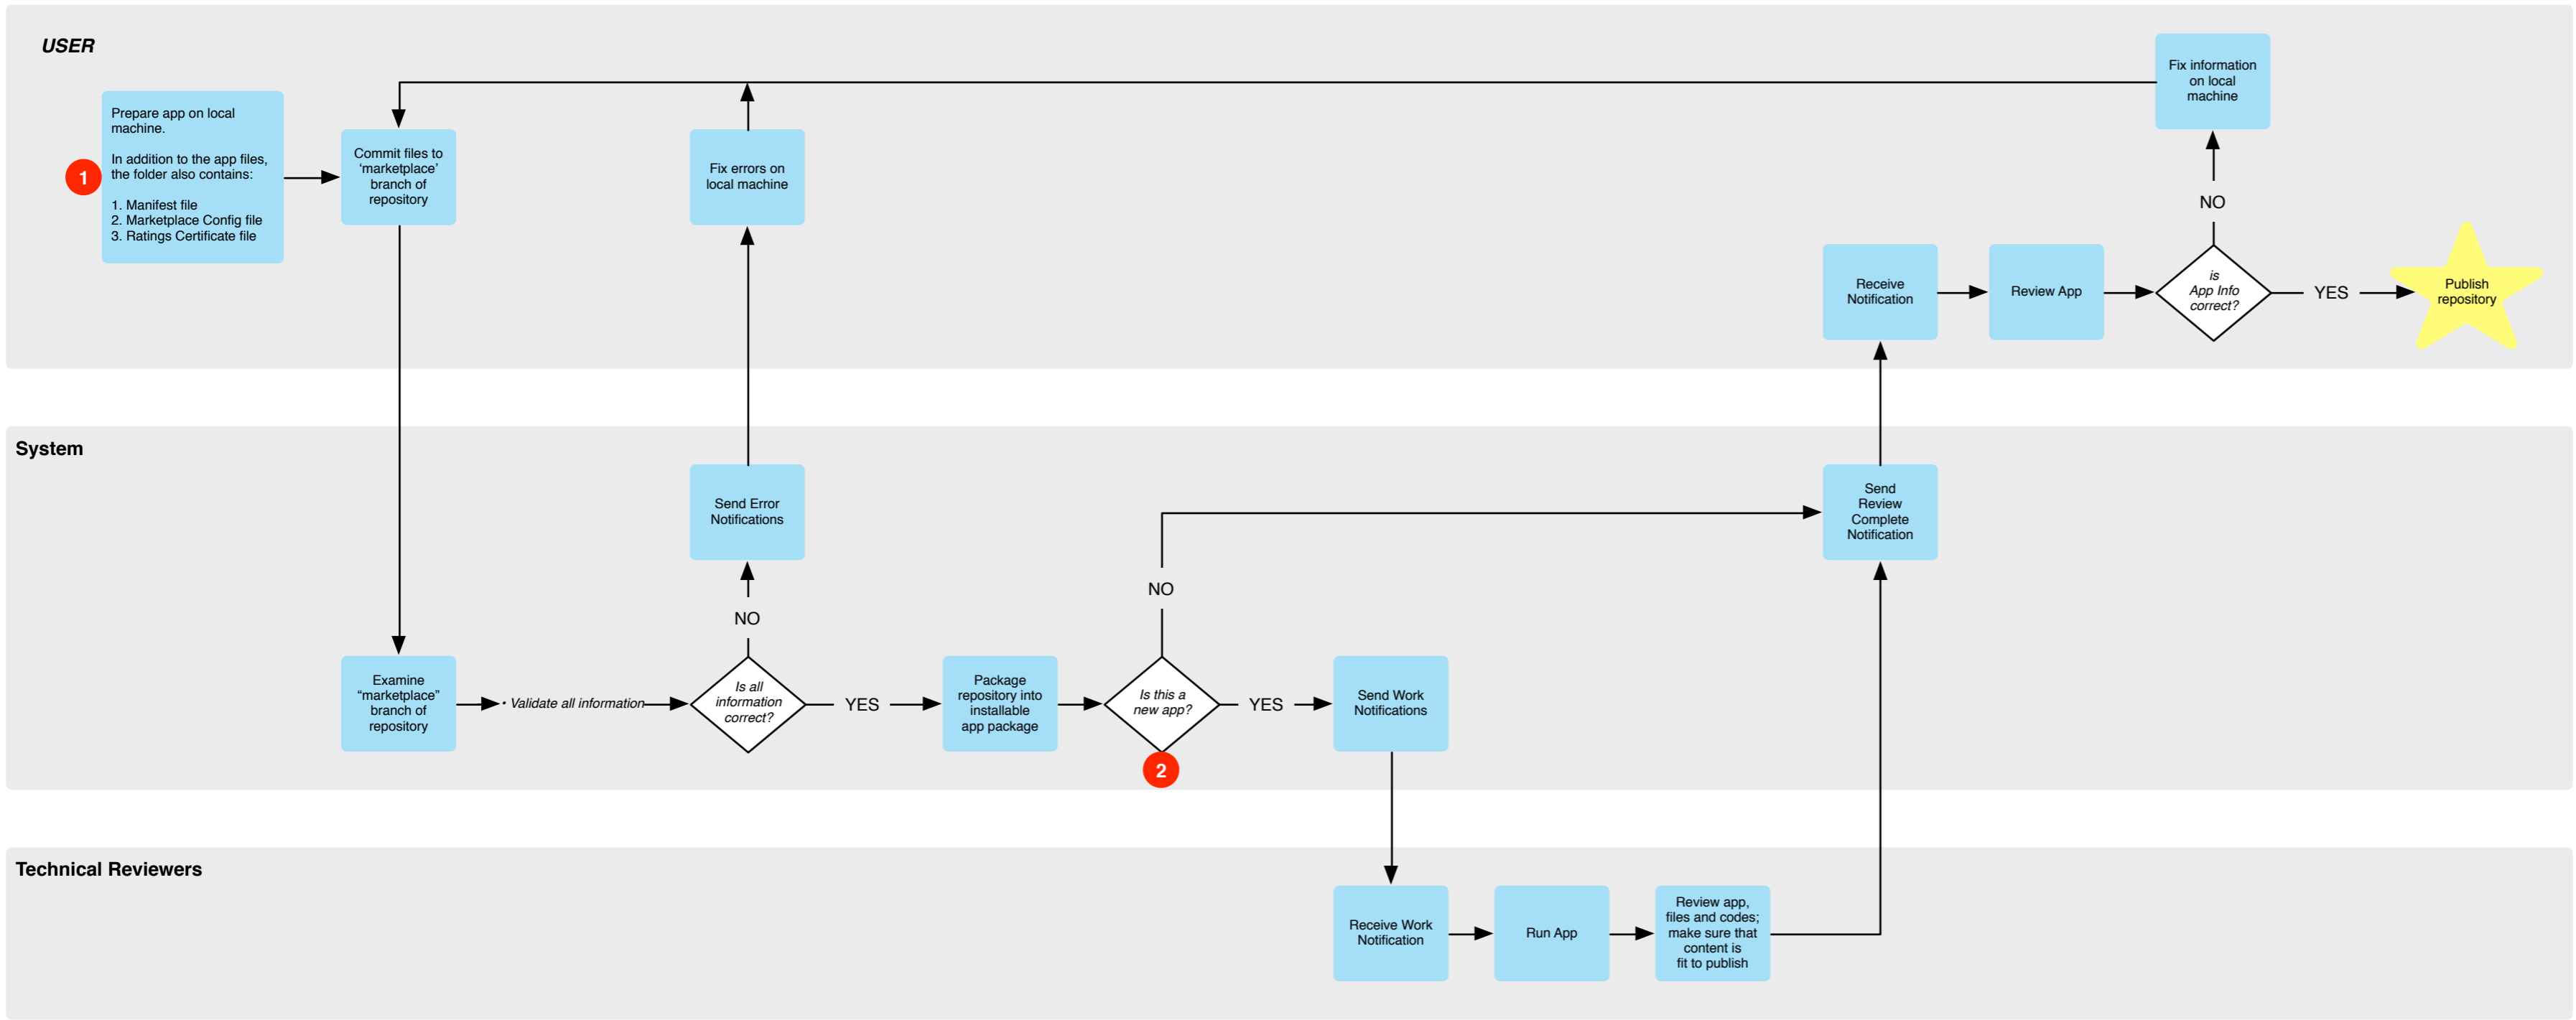 USER
1
Prepare app on local
machine.
In addition to the app files,
the folder also contains:
1. Manifest file
2. Marketplace Config file
3. Ratings Certificate file
Commit files to
‘marketplace’
branch of
repository
Fix errors on
local machine
Fix information
on local
machine
NO
Receive
Notification
Review App
is
App Info
correct?
YES
Publish
repository
System
Send Error
Notifications
Send
Review
Complete
Notification
NO
NO
Examine
“marketplace”
branch of
repository
• Validate all information
Is all
information
correct?
YES
Package
repository into
installable
app package
Is this a
new app?
2
YES
Send Work
Notifications
Technical Reviewers
Receive Work
Notification
Run App
Review app,
files and codes;
make sure that
content is
fit to publish